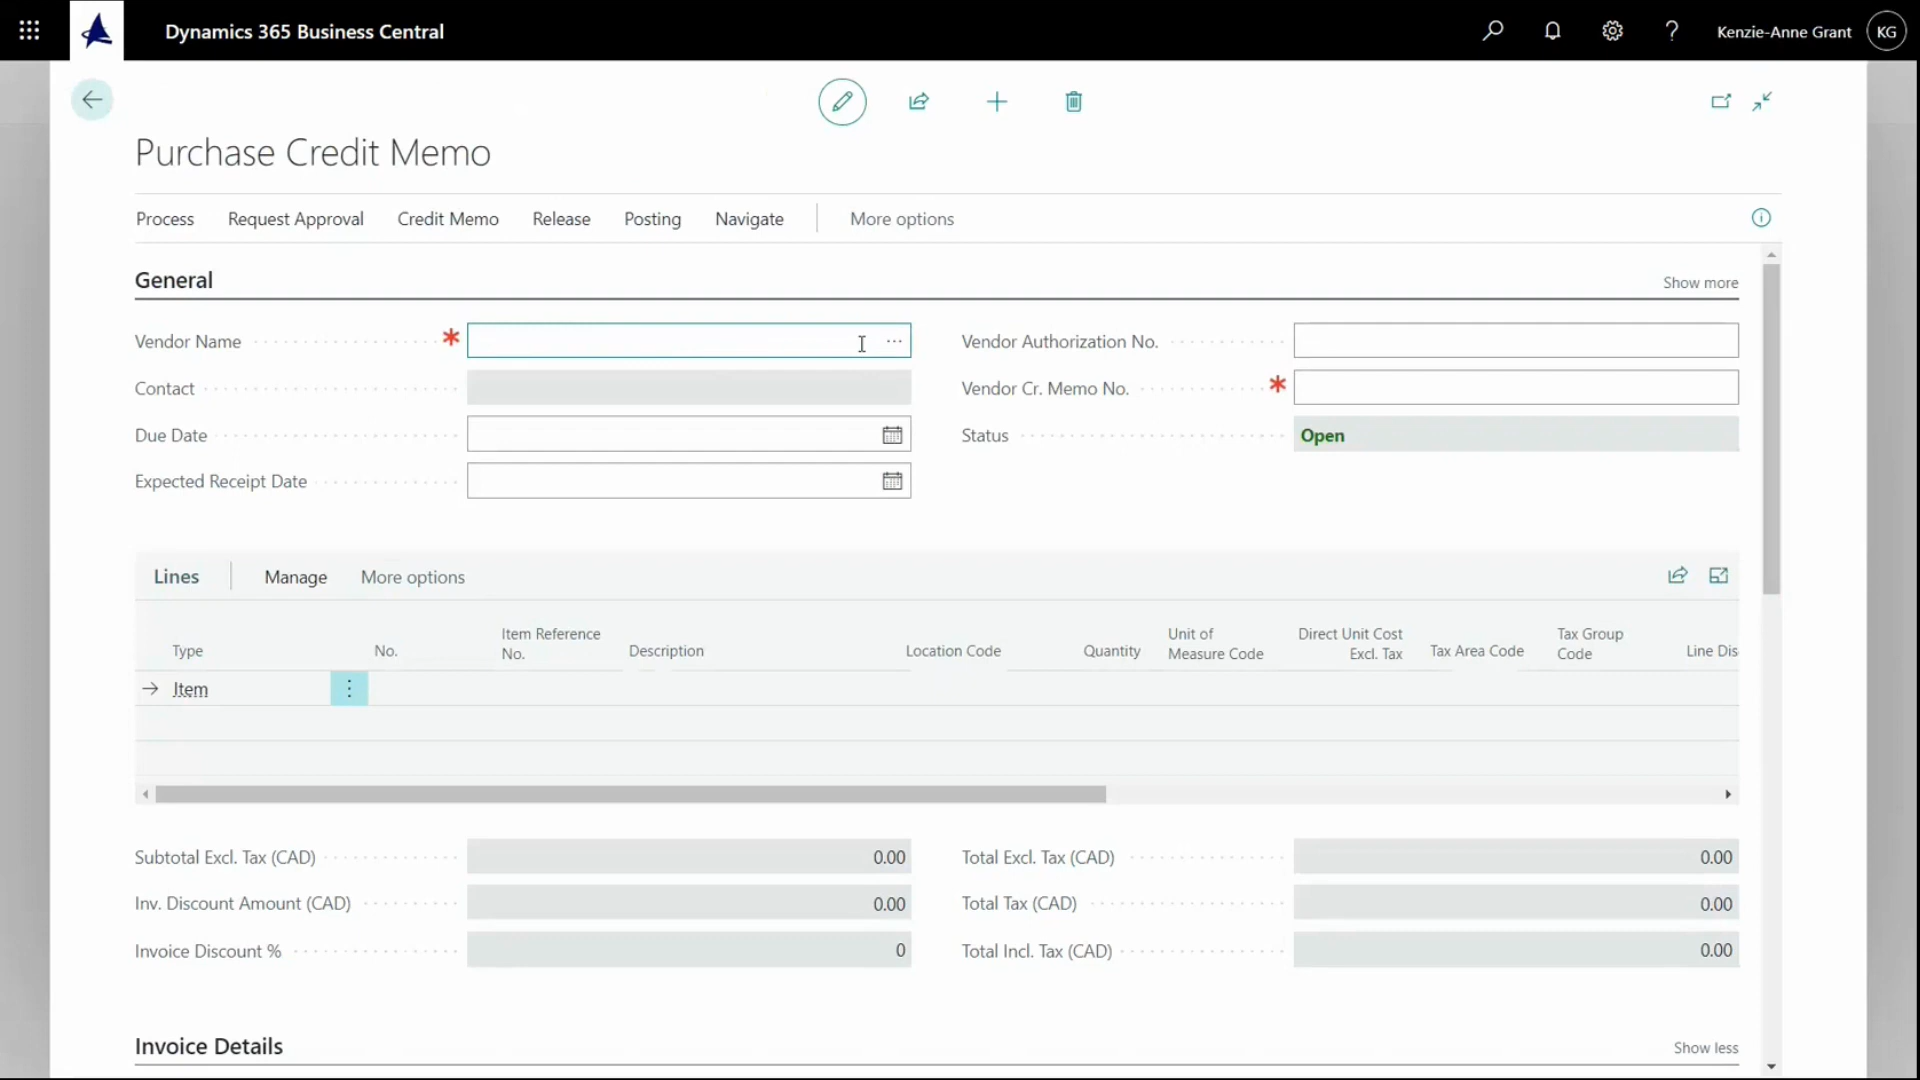 Dynamics 365 Business Central
Kenzie-Anne Grant
KG
Purchase Credit Memo
Process
Request Approval
Credit Memo
Release
Posting
Navigate
More options
General
Show more
Vendor Name
Vendor Authorization No.
Contact
Vendor Cr. Memo No.
Due Date
Status
Open
Expected Receipt Date
Lines
Manage
More options
Type
No.
Item Reference
No.
Description
Location Code
Quantity
Unit of
Measure Code
Direct Unit Cost
Excl. Tax
Tax Area Code
Tax Group
Code
Line Dis
Item
Subtotal Excl. Tax (CAD)
0.00
Total Excl. Tax (CAD)
0.00
Inv. Discount Amount (CAD)
0.00
Total Tax (CAD)
0.00
Invoice Discount %
0
Total Incl. Tax (CAD)
0.00
Invoice Details
Show less